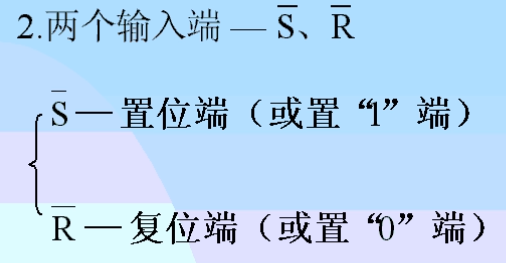 2.两个输入端 — S̅、R̅
S̅ — 置位端（或置“1”端）
R̅ — 复位端（或置“0”端）